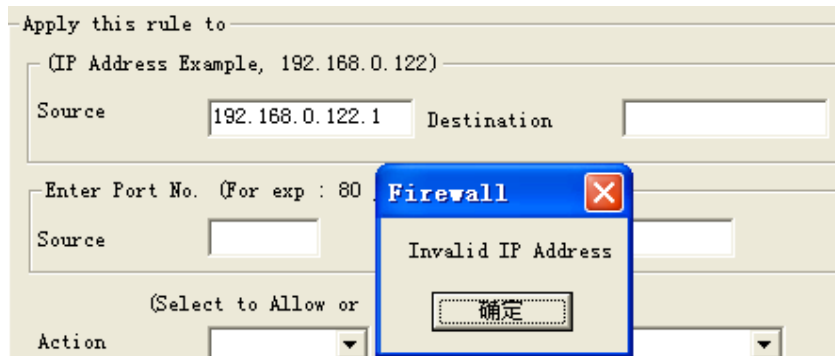 Apply this rule to
(IP Address Example, 192.168.0.122)
Source 192.168.0.122.1 Destination
Enter Port No. (For exp : 80
Firewall
Source
Invalid IP Address
(Select to Allow or
确定
Action